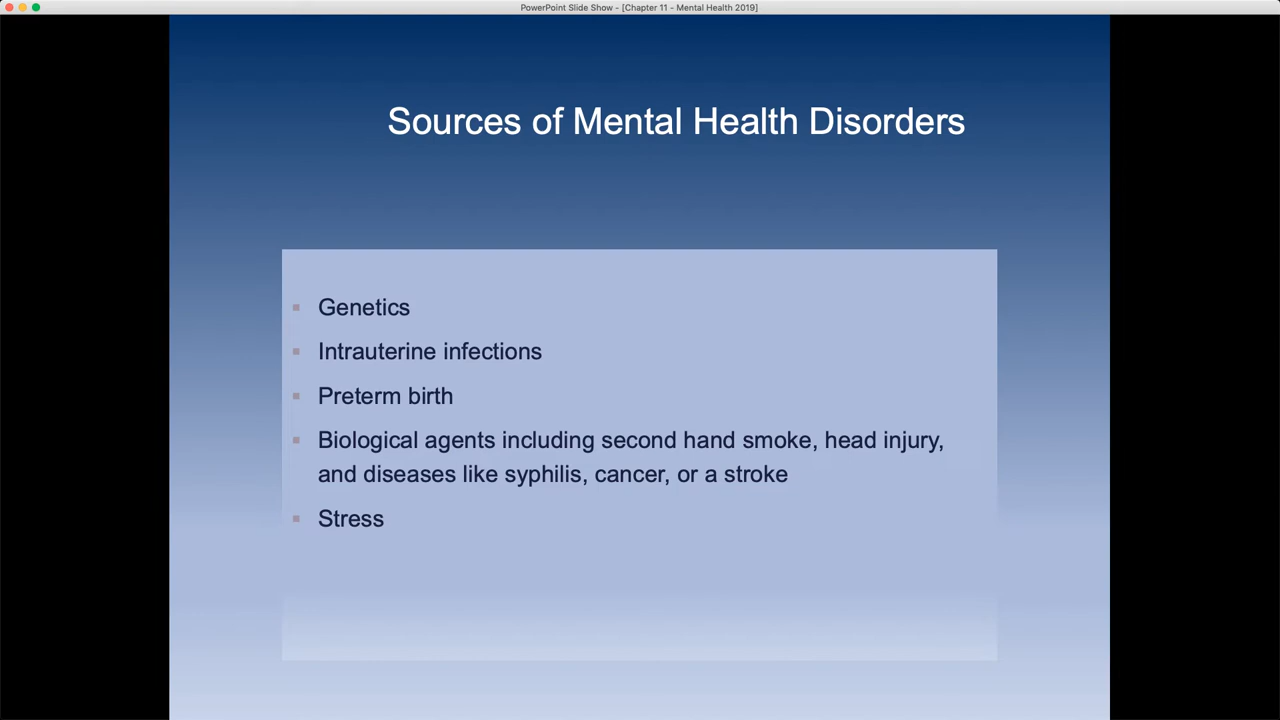 PowerPoint Slide Show - [Chapter 11 - Mental Health 2019]
Sources of Mental Health Disorders
Genetics
Intrauterine infections
Preterm birth
Biological agents including second hand smoke, head injury,
and diseases like syphilis, cancer, or a stroke
Stress